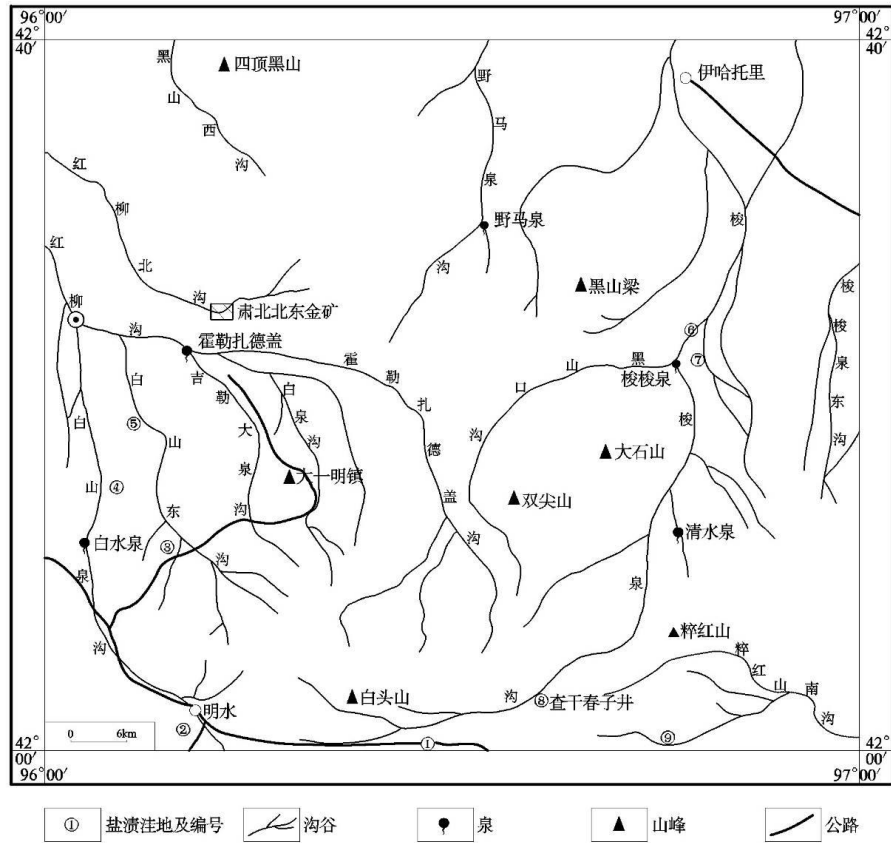 96°00′
97°00′
42°
40′
42°
40′
四顶黑山
黑山西沟
野马泉沟
伊哈托里
红柳北沟
红柳沟
野马泉
梭
黑山梁
肃北北东金矿
霍勒扎德盖
霍勒扎德盖沟
黑山口沟
⑥
⑦
梭梭泉
梭梭泉东沟
吉勒大泉沟
白泉沟
白山泉沟
白山东沟
⑤
④
③
大一明镇
大石山
双尖山
清水泉
白水泉
梭泉沟
粹红山
粹红山南沟
白头山
⑧查干春子井
明水
②
①
⑨
0 6km
42°
00′
42°
00′
96°00′
97°00′
① 盐渍洼地及编号
沟谷
泉
山峰
公路